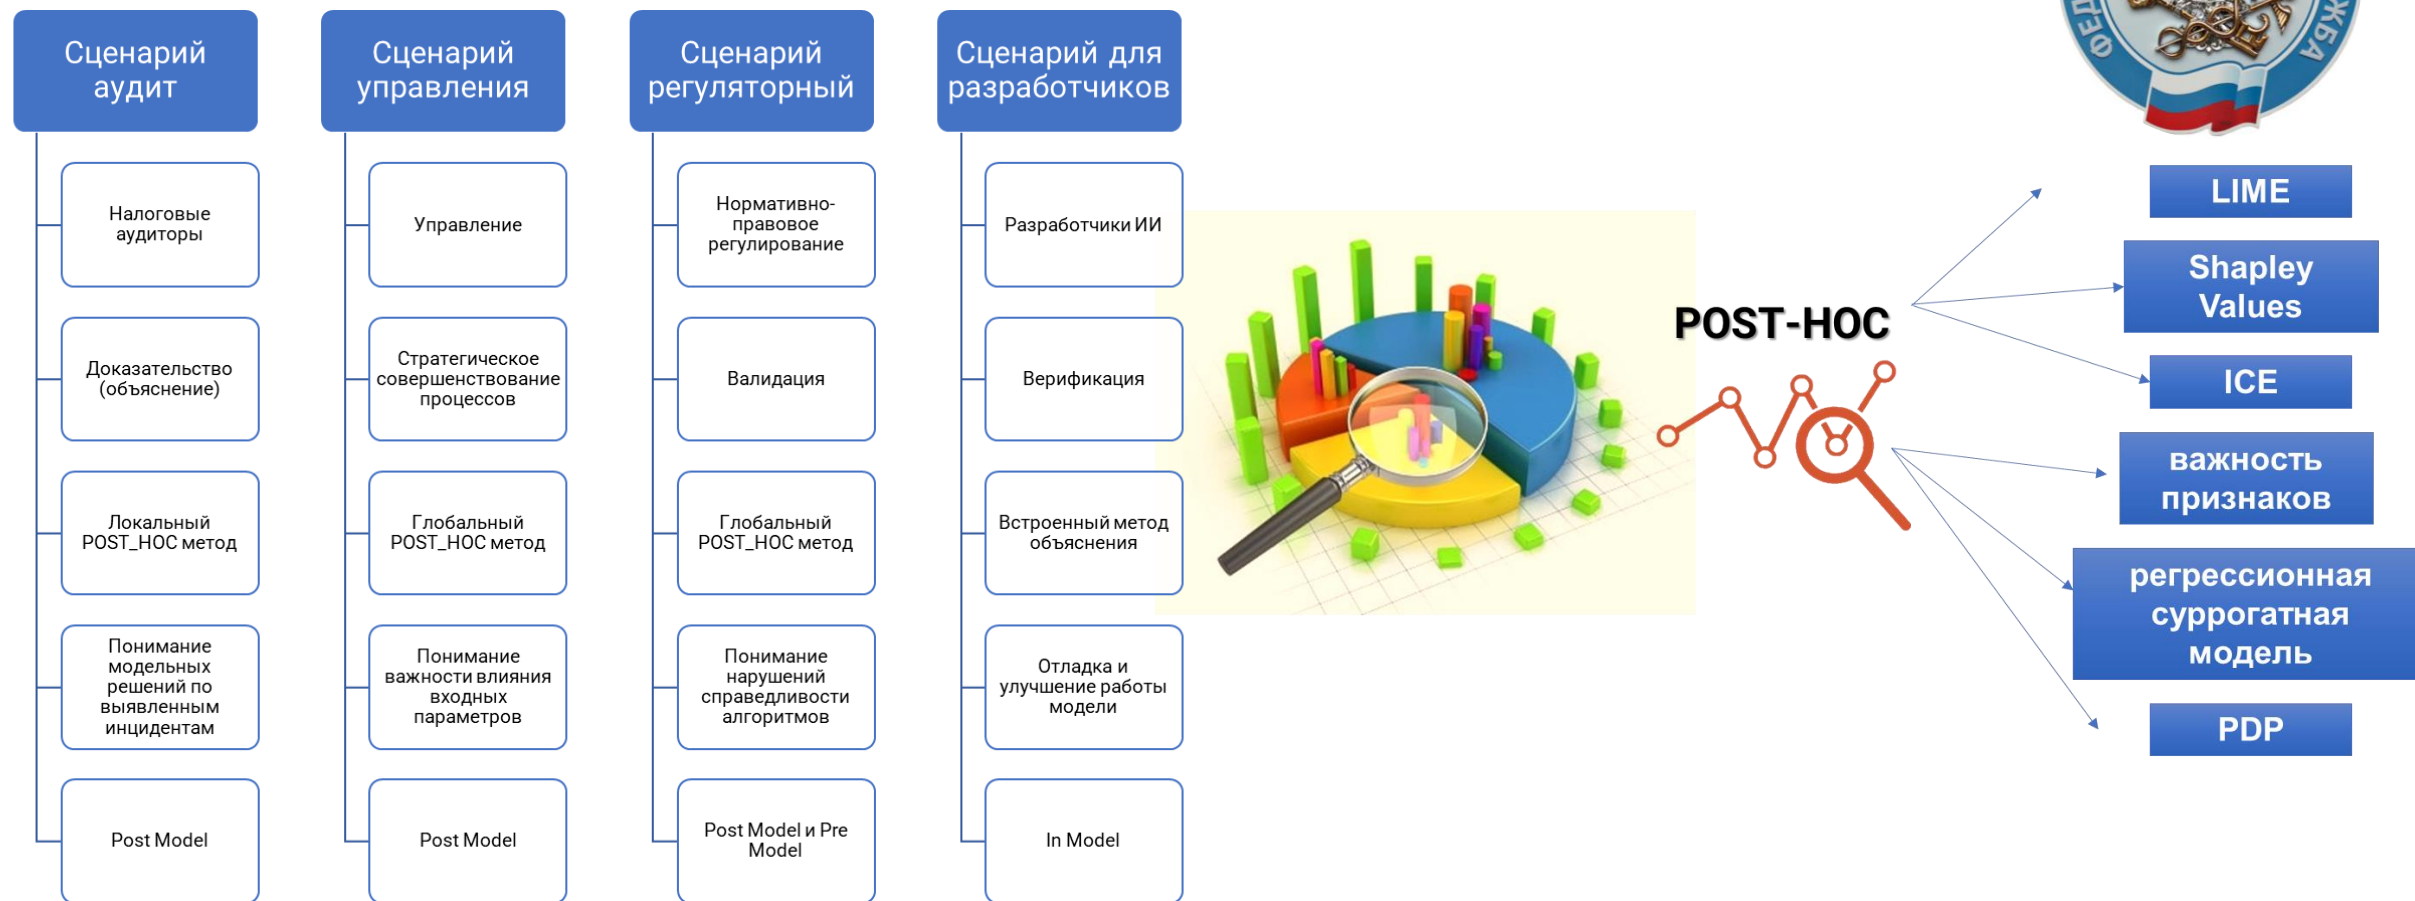 Сценарий
аудит
Налоговые
аудиторы
Доказательство
(объяснение)
Локальный
POST_HOC метод
Понимание
модельных
решений по
выявленным
инцидентам
Post Model
Сценарий
управления
Управление
Стратегическое
совершенствование
процессов
Глобальный
POST_HOC метод
Понимание
важности влияния
входных
параметров
Post Model
Сценарий
регуляторный
Нормативно-
правовое
регулирование
Валидация
Глобальный
POST_HOC метод
Понимание
нарушений
справедливости
алгоритмов
Post Model и Pre
Model
Сценарий для
разработчиков
Разработчики ИИ
Верификация
Встроенный метод
объяснения
Отладка и
улучшение работы
модели
In Model
POST-HOC
LIME
Shapley
Values
ICE
важность
признаков
регрессионная
суррогатная
модель
PDP